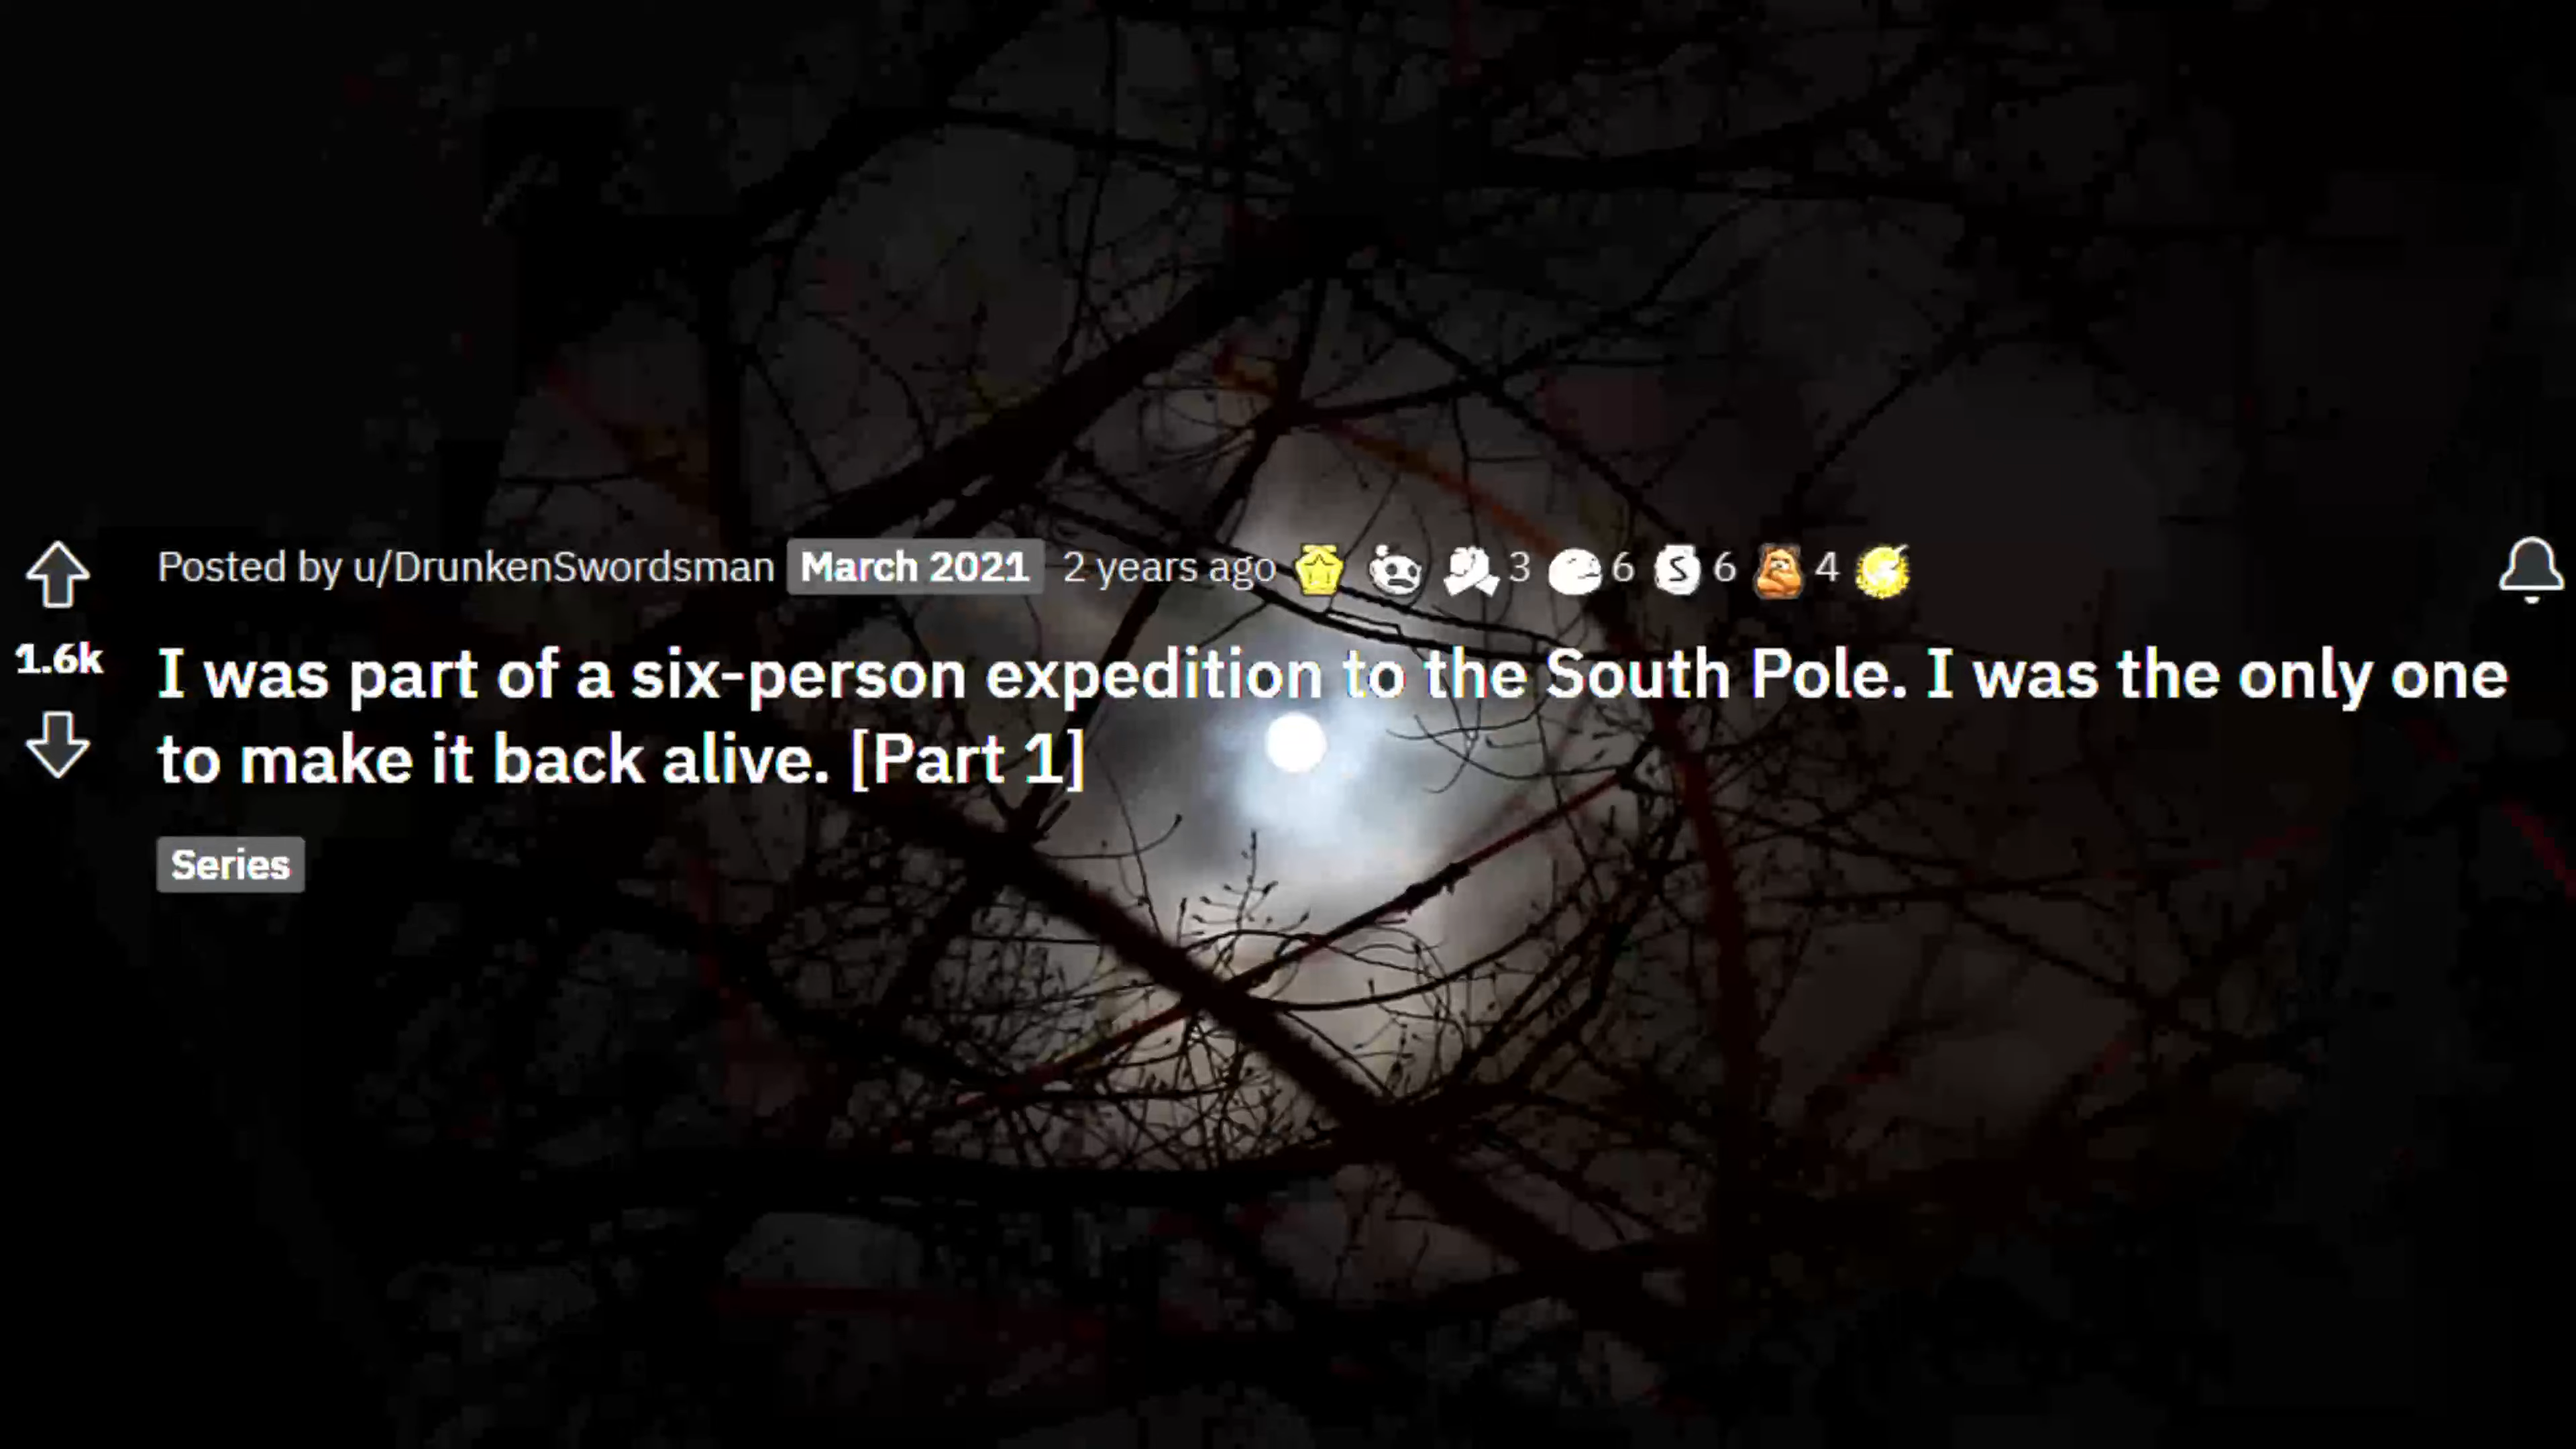 Posted by u/DrunkenSwordsman March 2021 2 years ago 3 6 6 4
1.6k
I was part of a six-person expedition to the South Pole. I was the only one
to make it back alive. [Part 1]
Series